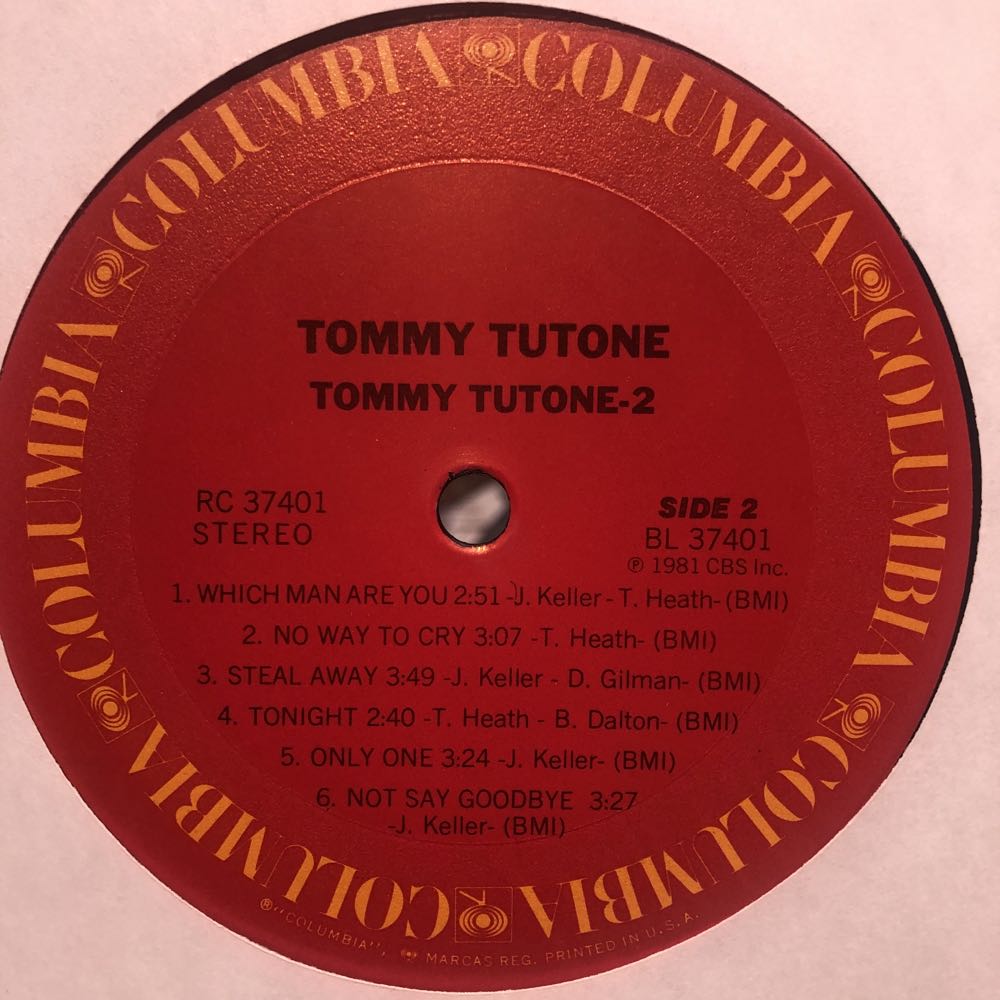 COLUMBIA COLUMBIA COLUMBIA COLUMBIA COLUMBIA COLUMBIA
TOMMY TUTONE
TOMMY TUTONE-2
RC 37401
STEREO
SIDE 2
BL 37401
℗ 1981 CBS Inc.
1. WHICH MAN ARE YOU 2:51 -J. Keller - T. Heath- (BMI)
2. NO WAY TO CRY 3:07 -T. Heath- (BMI)
3. STEAL AWAY 3:49 -J. Keller - D. Gilman- (BMI)
4. TONIGHT 2:40 -T. Heath - B. Dalton- (BMI)
5. ONLY ONE 3:24 -J. Keller- (BMI)
6. NOT SAY GOODBYE 3:27
-J. Keller- (BMI)
®"COLUMBIA", MARCAS REG. PRINTED IN U.S.A.